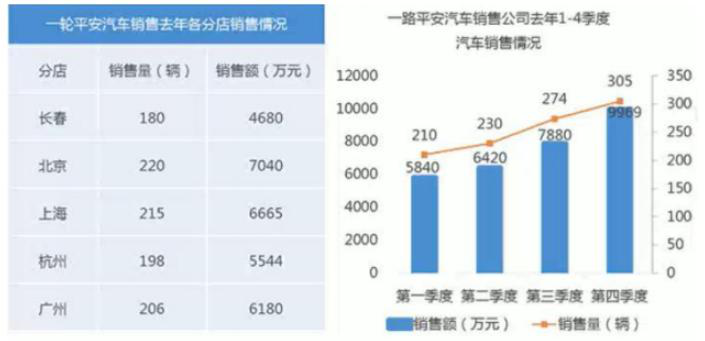 一轮平安汽车销售去年各分店销售情况
分店 销售量（辆） 销售额（万元）
长春 180 4680
北京 220 7040
上海 215 6665
杭州 198 5544
广州 206 6180
一路平安汽车销售公司去年1-4季度
汽车销售情况
12000
10000
8000
6000
4000
2000
0
210 230 274 305
5840 6420 7880 9969
350
300
250
200
150
100
50
0
第一季度 第二季度 第三季度 第四季度
销售额（万元） 销售量（辆）